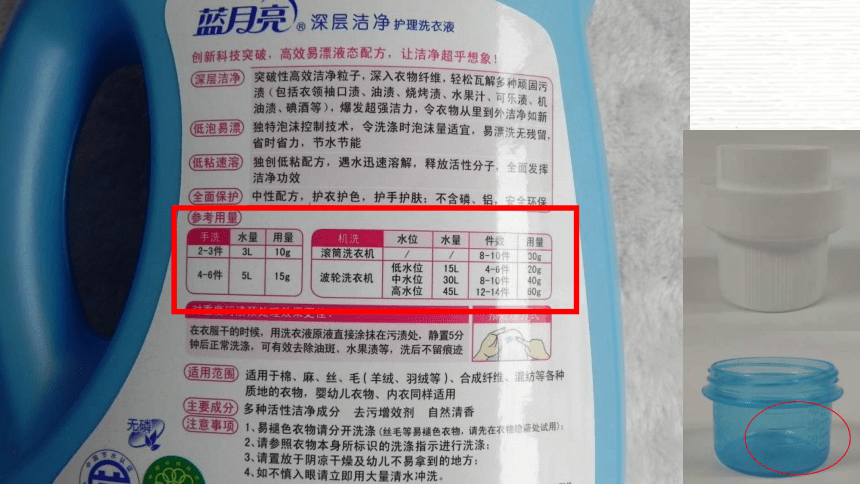 蓝月亮® 深层洁净 护理洗衣液
创新科技突破，高效易漂液态配方，让洁净超乎想象！
深层洁净 突破性高效洁净粒子，深入衣物纤维，轻松瓦解多种顽固污
渍（包括衣领袖口渍、油渍、烧烤渍、水果汁、可乐渍、机
油渍、碘酒等），爆发超强洁力，令衣物从里到外洁净如新
低泡易漂 独特泡沫控制技术，令洗涤时泡沫量适宜，易漂洗无残留，
省时省力，节水节能
低粘速溶 独创低粘配方，遇水迅速溶解，释放活性分子，全面发挥
洁净功效
全面保护 中性配方，护衣护色，护手护肤；不含磷、铝，安全环保
参考用量
手洗 水量 用量
2-3件 3L 10g
4-6件 5L 15g
机洗 水位 水量 件数 用量
滚筒洗衣机 / / 8-10件 30g
波轮洗衣机 低水位 15L 4-6件 20g
中水位 30L 8-10件 40g
高水位 45L 12-14件 60g
在衣服干的时候，用洗衣液原液直接涂抹在污渍处，静置5分
钟后正常洗涤，可有效去除油斑、水果渍等，洗后不留痕迹
适用范围 适用于棉、麻、丝、毛（羊绒、羽绒等）、合成纤维、混纺等各种
质地的衣物，婴幼儿衣物、内衣同样适用
主要成分 多种活性洁净成分 去污增效剂 自然清香
注意事项 1、易褪色衣物请分开洗涤（丝毛等易褪色衣物，请先在衣物隐蔽处试用）；
2、请参照衣物本身所标识的洗涤指示进行洗涤；
3、请置放于阴凉干燥及幼儿不易拿到的地方；
4、如不慎入眼请立即用大量清水冲洗。
无磷